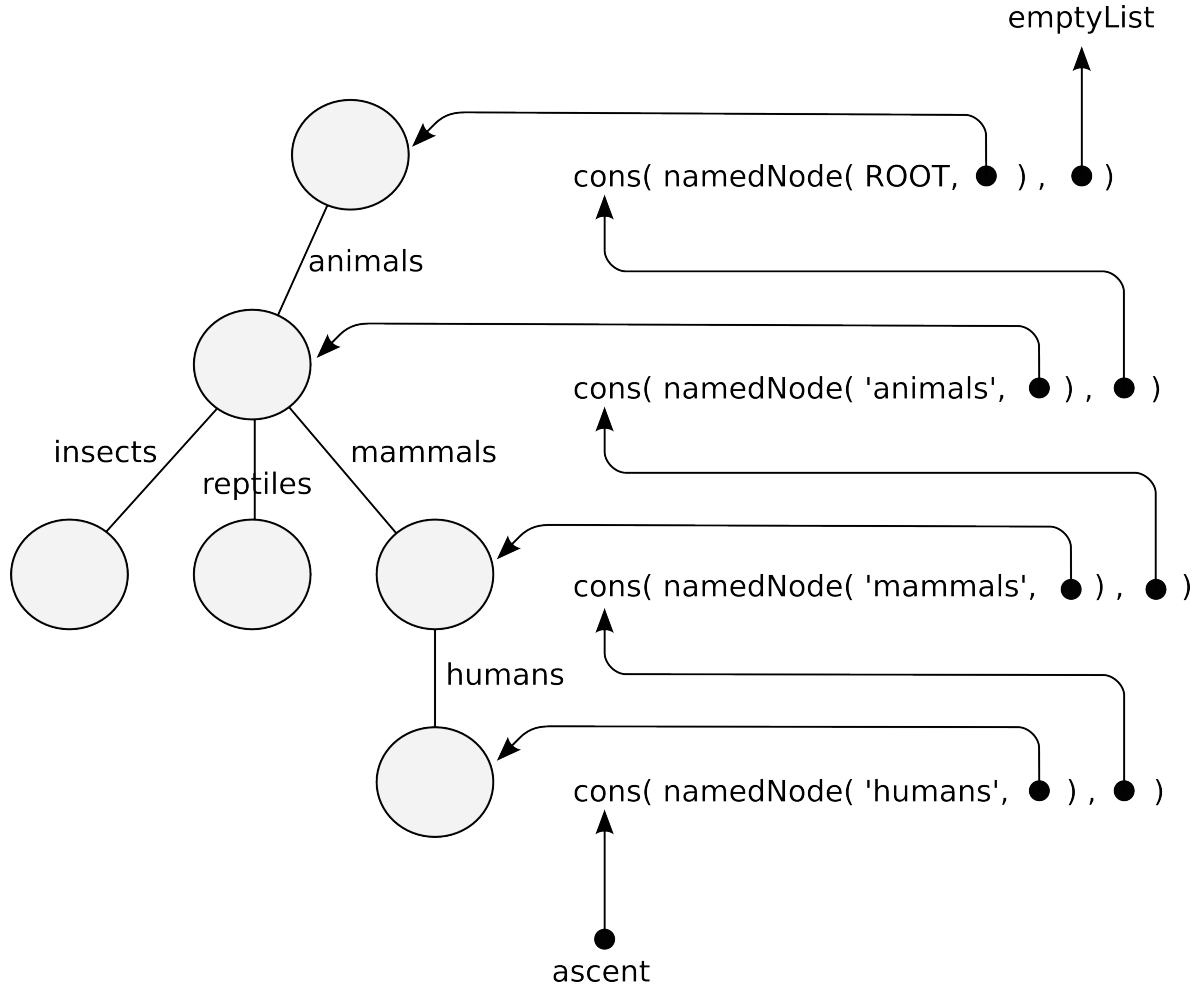 emptyList
cons( namedNode( ROOT, ) , )
animals
cons( namedNode( 'animals', ) , )
insects
mammals
reptiles
cons( namedNode( 'mammals', ) , )
humans
cons( namedNode( 'humans', ) , )
ascent